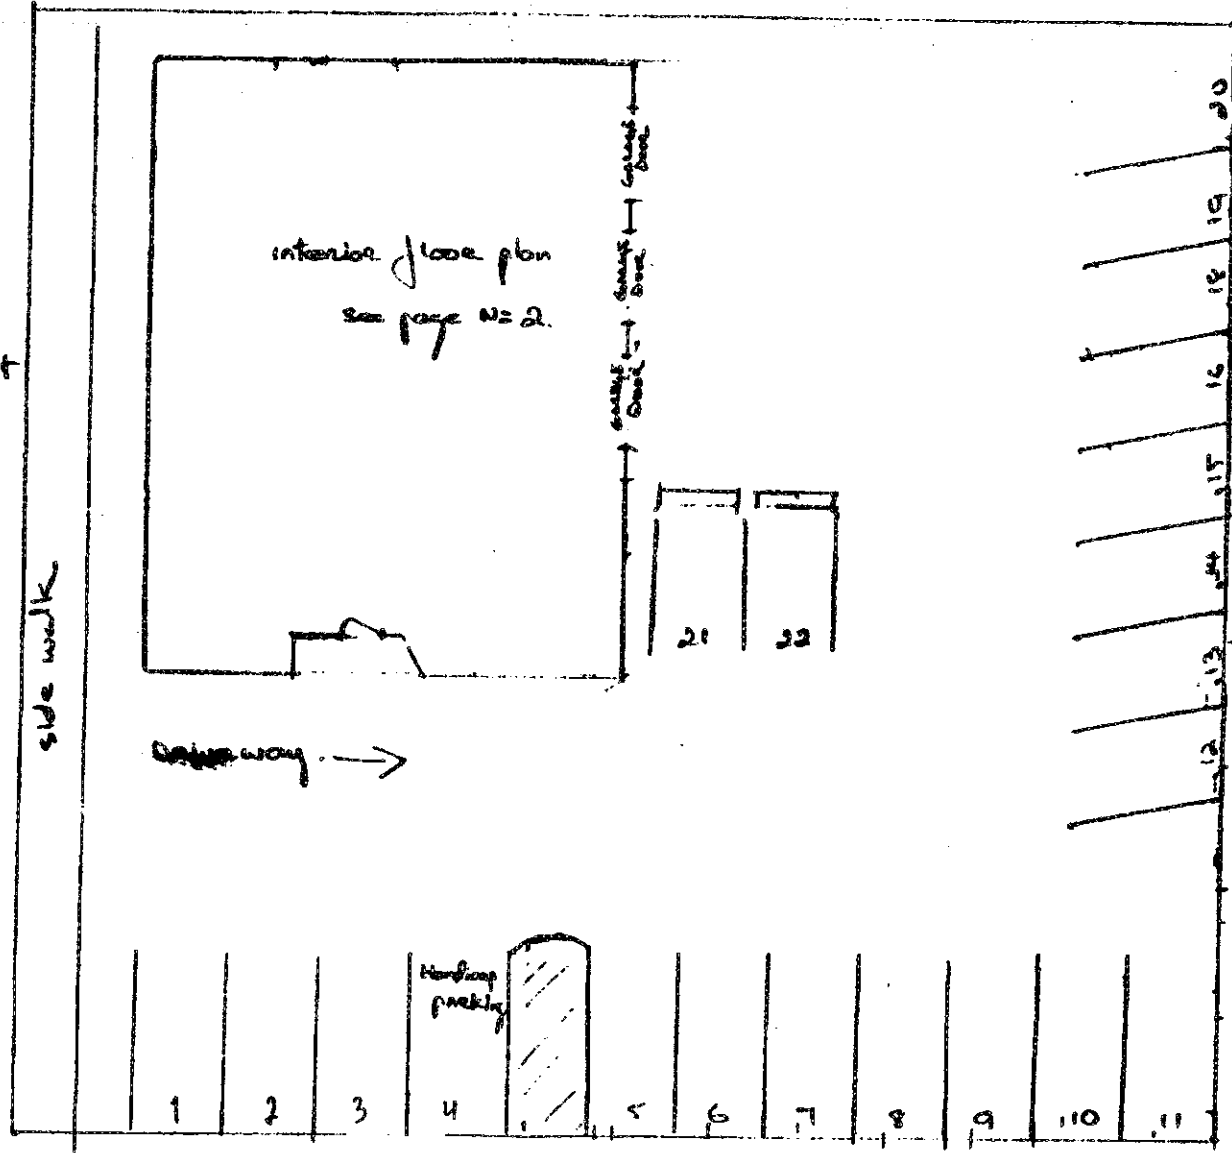 interior floor plan
see page N= 2.
GARAGE
DOOR
GARAGE
DOOR
GARAGE
DOOR
side walk
Driveway
21
22
20
19
18
16
15
14
13
12
Handicap
parking
1
2
3
4
5
6
7
8
9
10
11